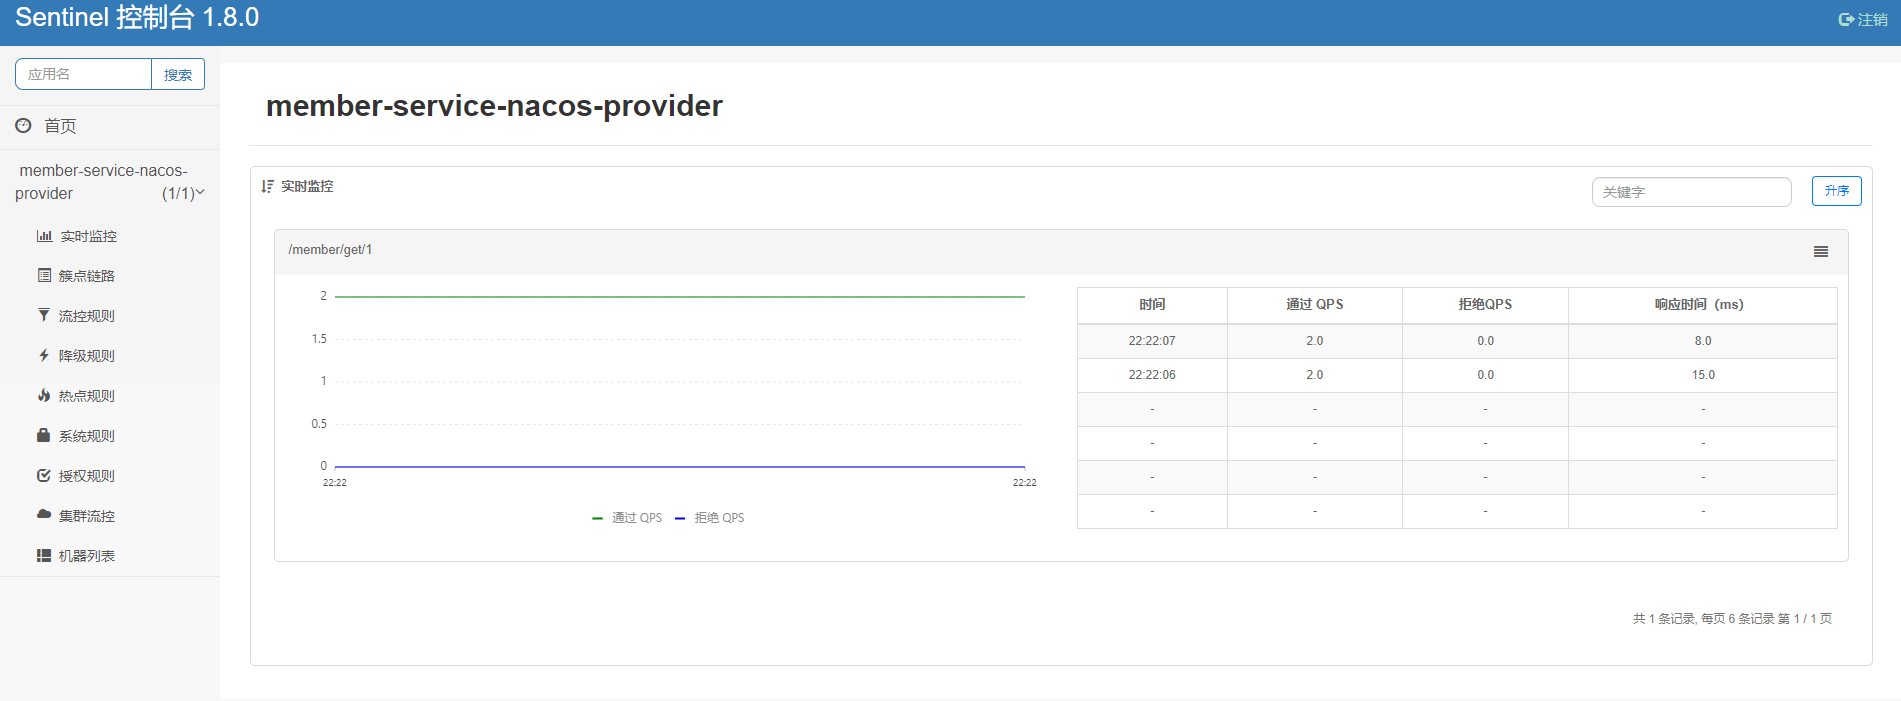 Sentinel 控制台 1.8.0
注销
应用名
搜索
首页
member-service-nacos-
provider (1/1)
实时监控
簇点链路
流控规则
降级规则
热点规则
系统规则
授权规则
集群流控
机器列表
member-service-nacos-provider
实时监控
关键字
升序
/member/get/1
2
1.5
1
0.5
0
22:22 22:22
通过 QPS 拒绝 QPS
时间 通过 QPS 拒绝QPS 响应时间（ms）
22:22:07 2.0 0.0 8.0
22:22:06 2.0 0.0 15.0
- - - -
- - - -
- - - -
- - - -
共 1 条记录, 每页 6 条记录 第 1 / 1 页